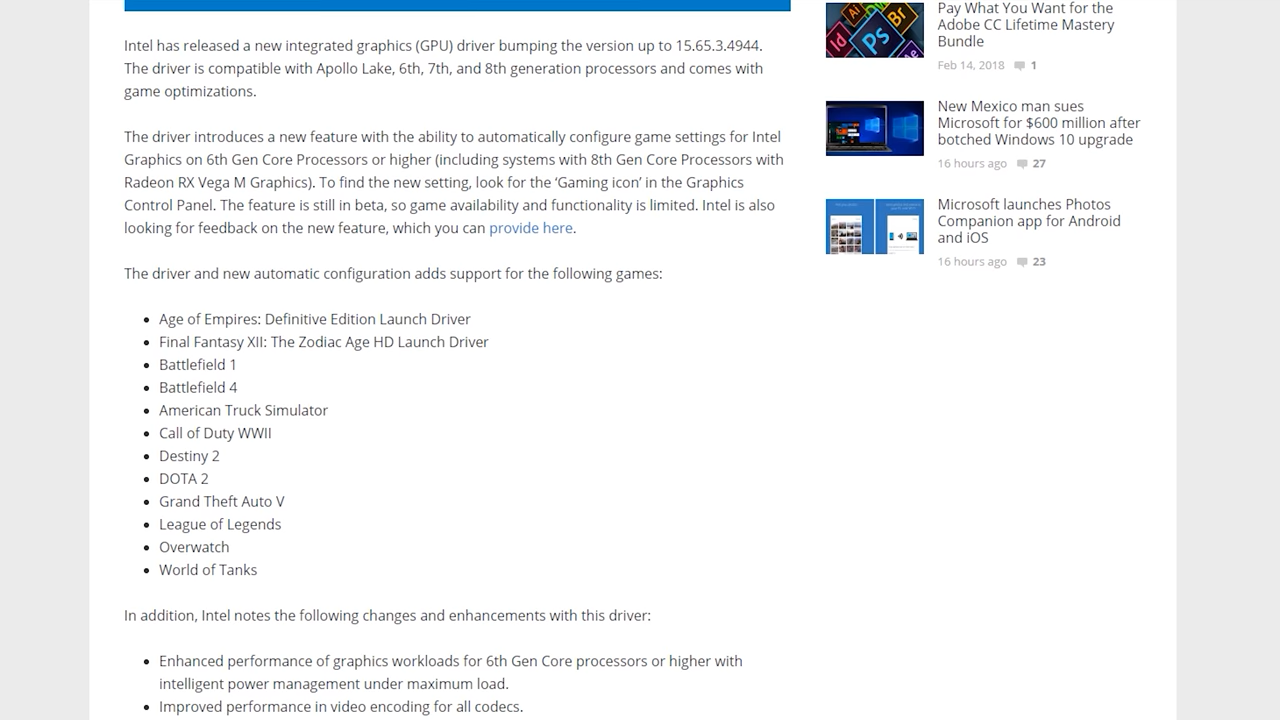 Intel has released a new integrated graphics (GPU) driver bumping the version up to 15.65.3.4944.
The driver is compatible with Apollo Lake, 6th, 7th, and 8th generation processors and comes with
game optimizations.
The driver introduces a new feature with the ability to automatically configure game settings for Intel
Graphics on 6th Gen Core Processors or higher (including systems with 8th Gen Core Processors with
Radeon RX Vega M Graphics). To find the new setting, look for the ‘Gaming icon’ in the Graphics
Control Panel. The feature is still in beta, so game availability and functionality is limited. Intel is also
looking for feedback on the new feature, which you can provide here.
The driver and new automatic configuration adds support for the following games:
Age of Empires: Definitive Edition Launch Driver
Final Fantasy XII: The Zodiac Age HD Launch Driver
Battlefield 1
Battlefield 4
American Truck Simulator
Call of Duty WWII
Destiny 2
DOTA 2
Grand Theft Auto V
League of Legends
Overwatch
World of Tanks
In addition, Intel notes the following changes and enhancements with this driver:
Enhanced performance of graphics workloads for 6th Gen Core processors or higher with
intelligent power management under maximum load.
Improved performance in video encoding for all codecs.
Ai
Br
Id
Ps
Ae
Pay What You Want for the
Adobe CC Lifetime Mastery
Bundle
Feb 14, 2018 1
New Mexico man sues
Microsoft for $600 million after
botched Windows 10 upgrade
16 hours ago 27
Microsoft launches Photos
Companion app for Android
and iOS
16 hours ago 23